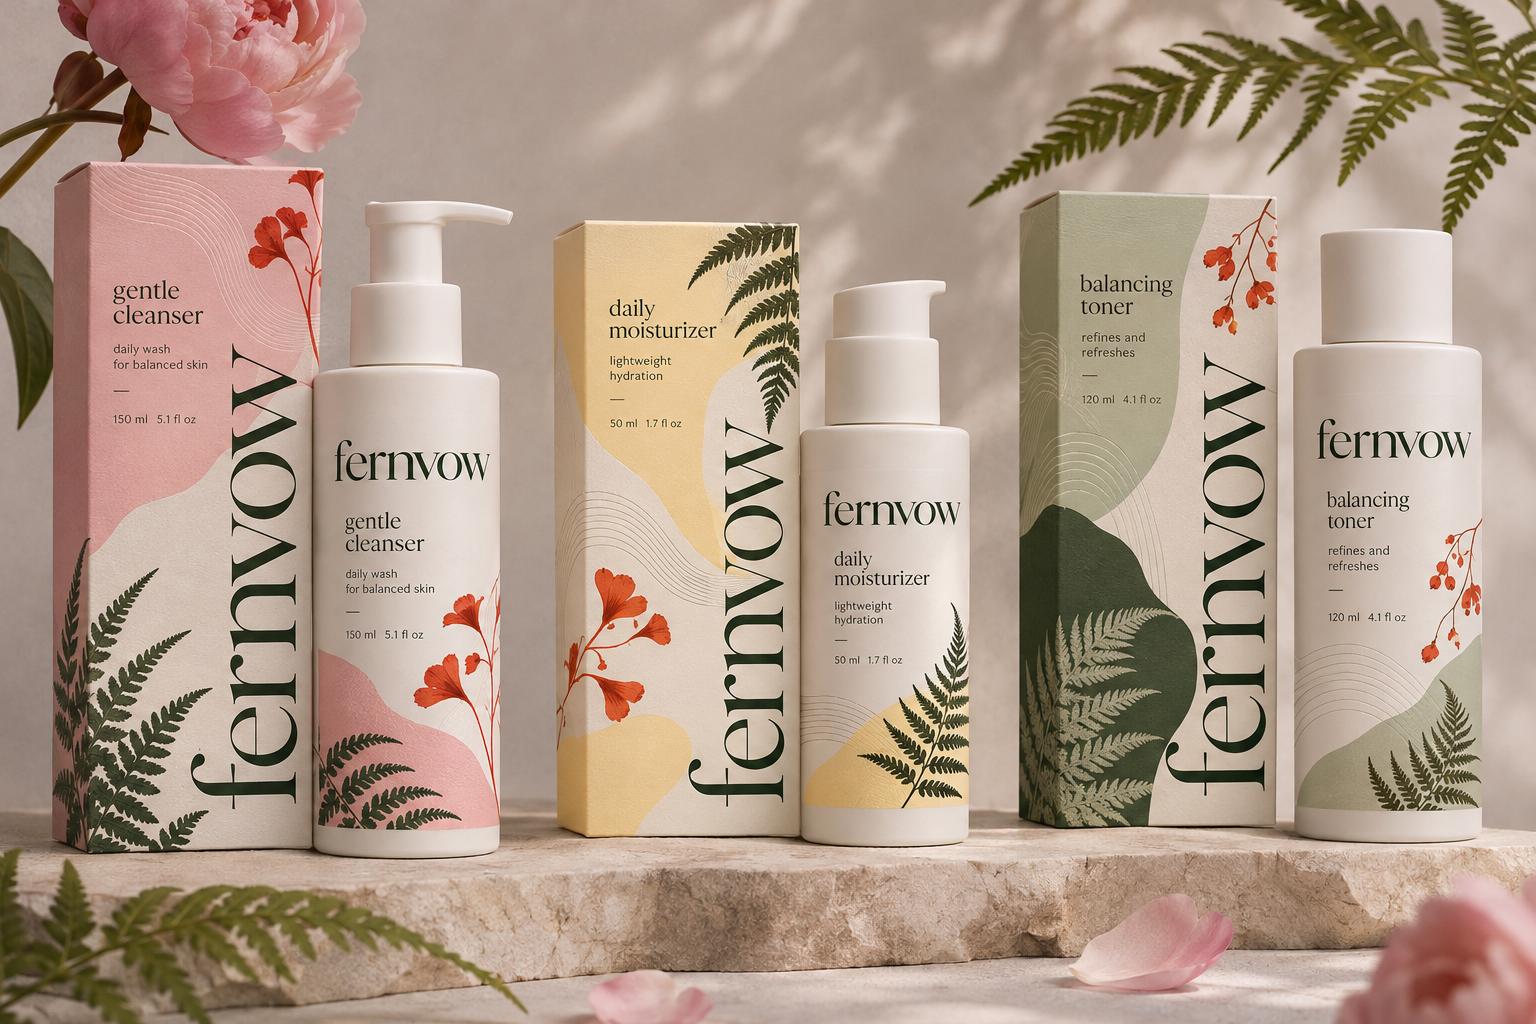 gentle
cleanser
daily wash
for balanced skin
150 ml 5.1 fl oz
fernvow
fernvow
gentle
cleanser
daily wash
for balanced skin
150 ml 5.1 fl oz
daily
moisturizer
lightweight
hydration
50 ml 1.7 fl oz
fernvow
fernvow
daily
moisturizer
lightweight
hydration
50 ml 1.7 fl oz
balancing
toner
refines and
refreshes
120 ml 4.1 fl oz
fernvow
fernvow
balancing
toner
refines and
refreshes
120 ml 4.1 fl oz